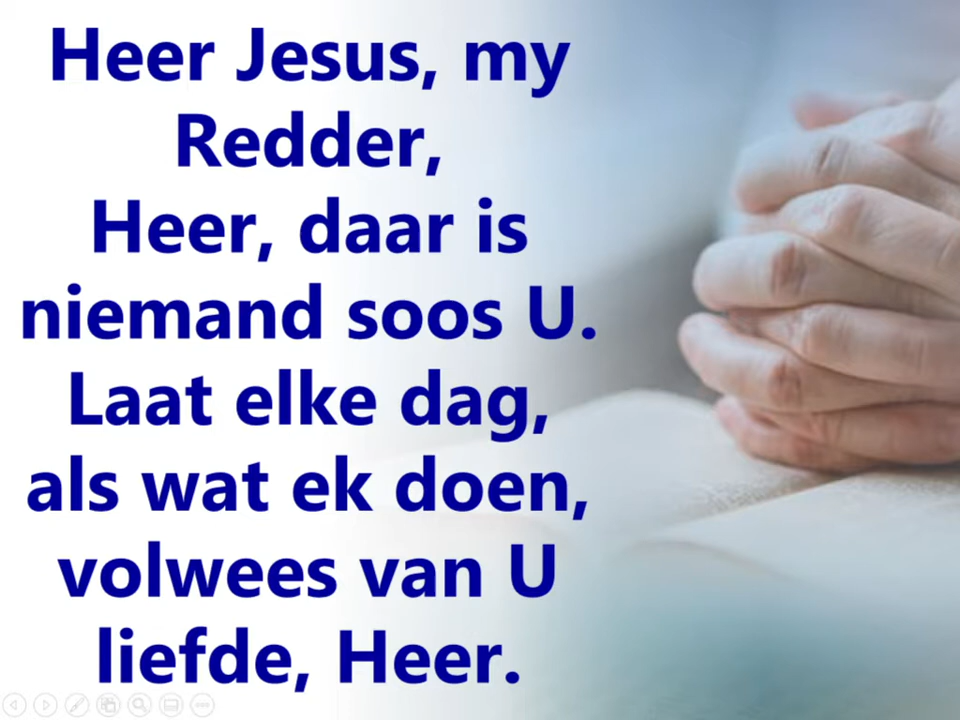 Heer Jesus, my
Redder,
Heer, daar is
niemand soos U.
Laat elke dag,
als wat ek doen,
volwees van U
liefde, Heer.